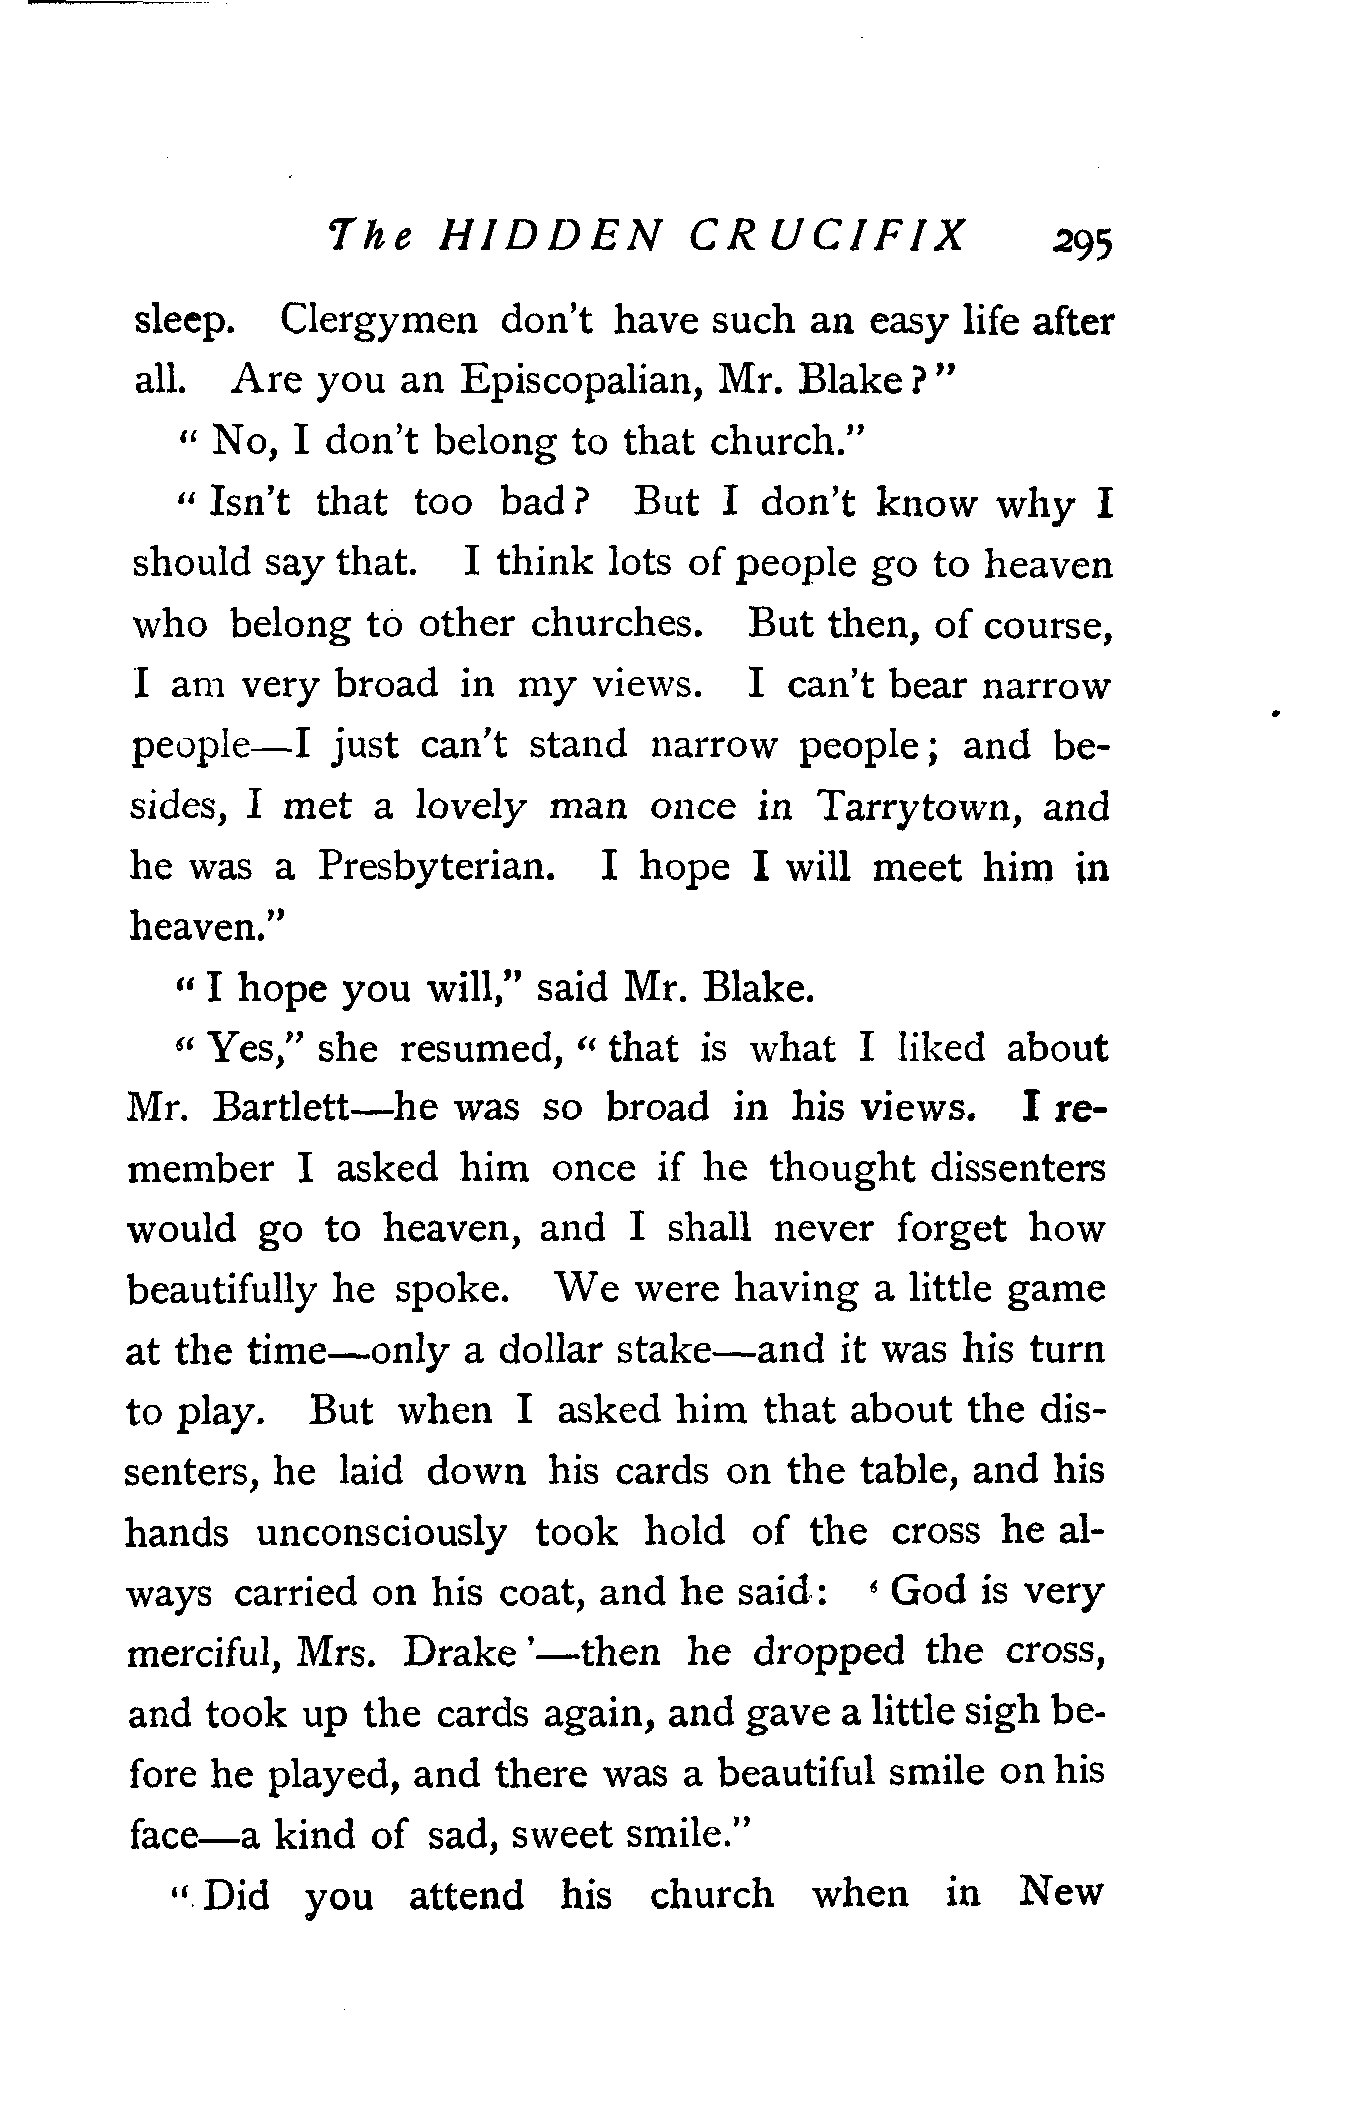 The HIDDEN CRUCIFIX 295
sleep. Clergymen don't have such an easy life after
all. Are you an Episcopalian, Mr. Blake?"
"No, I don't belong to that church."
"Isn't that too bad? But I don't know why I
should say that. I think lots of people go to heaven
who belong to other churches. But then, of course,
I am very broad in my views. I can't bear narrow
people—I just can't stand narrow people; and be-
sides, I met a lovely man once in Tarrytown, and
he was a Presbyterian. I hope I will meet him in
heaven."
"I hope you will," said Mr. Blake.
"Yes," she resumed, "that is what I liked about
Mr. Bartlett—he was so broad in his views. I re-
member I asked him once if he thought dissenters
would go to heaven, and I shall never forget how
beautifully he spoke. We were having a little game
at the time—only a dollar stake—and it was his turn
to play. But when I asked him that about the dis-
senters, he laid down his cards on the table, and his
hands unconsciously took hold of the cross he al-
ways carried on his coat, and he said: 'God is very
merciful, Mrs. Drake'—then he dropped the cross,
and took up the cards again, and gave a little sigh be-
fore he played, and there was a beautiful smile on his
face—a kind of sad, sweet smile."
"Did you attend his church when in New